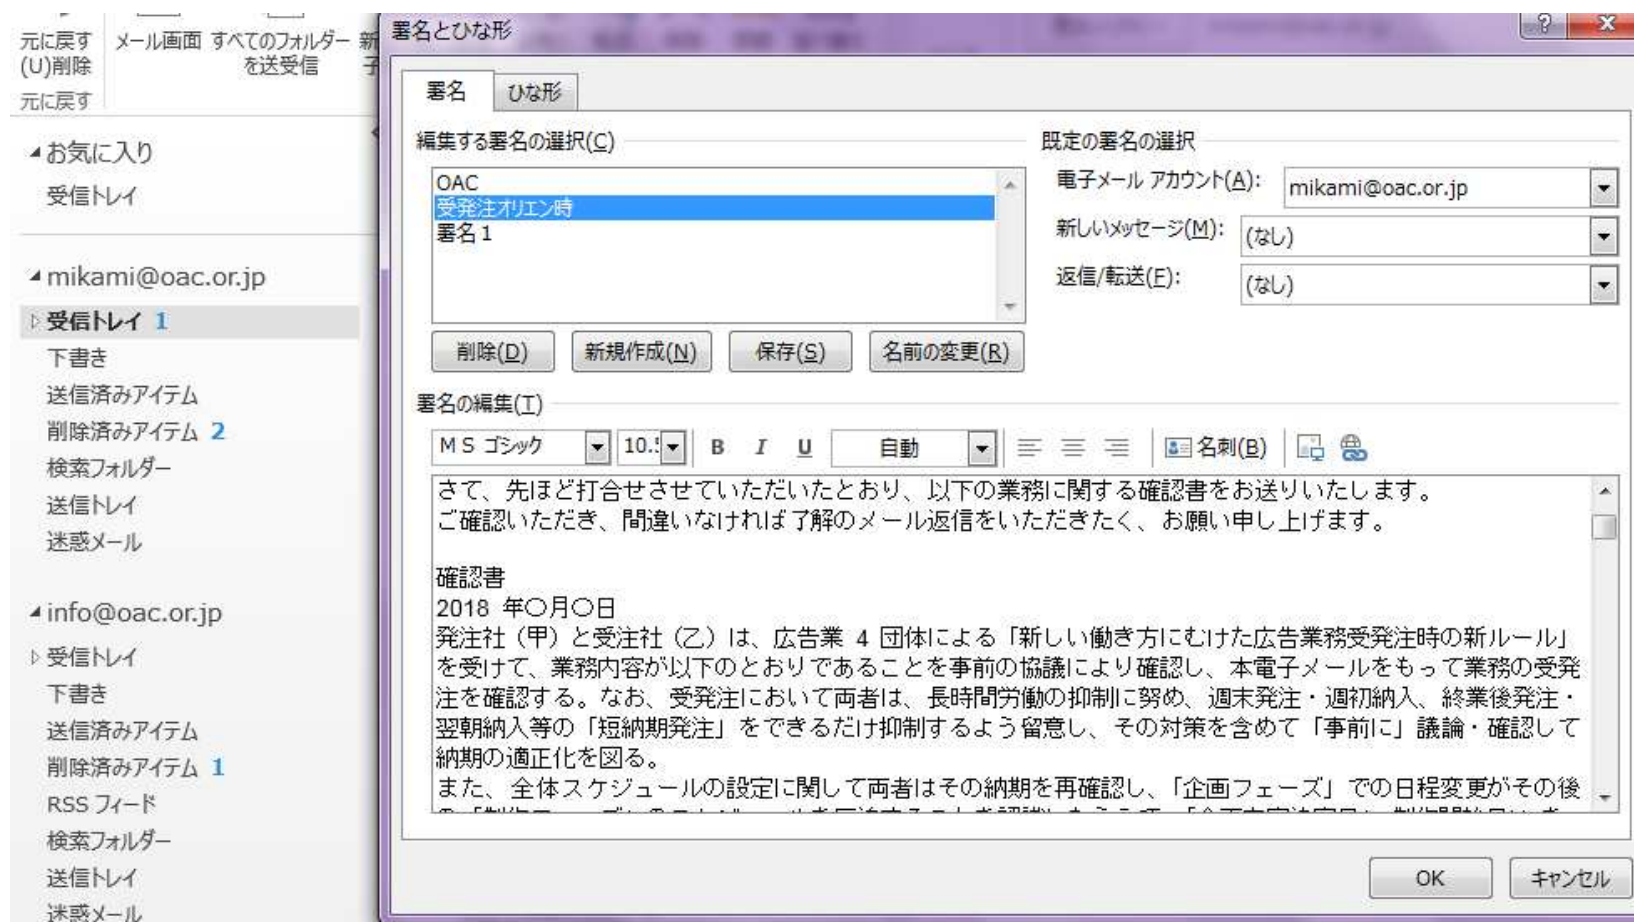 元に戻す
(U)削除
メール画面
すべてのフォルダー
を送受信
新
子
元に戻す
お気に入り
受信トレイ
mikami@oac.or.jp
受信トレイ 1
下書き
送信済みアイテム
削除済みアイテム 2
検索フォルダー
送信トレイ
迷惑メール
info@oac.or.jp
受信トレイ
下書き
送信済みアイテム
削除済みアイテム 1
RSS フィード
検索フォルダー
送信トレイ
迷惑メール
署名とひな形
署名
ひな形
編集する署名の選択(C)
OAC
受発注オリエン時
署名１
削除(D)
新規作成(N)
保存(S)
名前の変更(R)
既定の署名の選択
電子メール アカウント(A): mikami@oac.or.jp
新しいメッセージ(M): (なし)
返信/転送(F): (なし)
署名の編集(T)
ＭＳ ゴシック
B I U
自動
名刺(B)
さて、先ほど打合せさせていただいたとおり、以下の業務に関する確認書をお送りいたします。
ご確認いただき、間違いなければ了解のメール返信をいただきたく、お願い申し上げます。
確認書
2018 年〇月〇日
発注社（甲）と受注社（乙）は、広告業 4 団体による「新しい働き方にむけた広告業務受発注時の新ルール」
を受けて、業務内容が以下のとおりであることを事前の協議により確認し、本電子メールをもって業務の受発
注を確認する。なお、受発注において両者は、長時間労働の抑制に努め、週末発注・週初納入、終業後発注・
翌朝納入等の「短納期発注」をできるだけ抑制するよう留意し、その対策を含めて「事前に」議論・確認して
納期の適正化を図る。
また、全体スケジュールの設定に関して両者はその納期を再確認し、「企画フェーズ」での日程変更がその後
OK
キャンセル